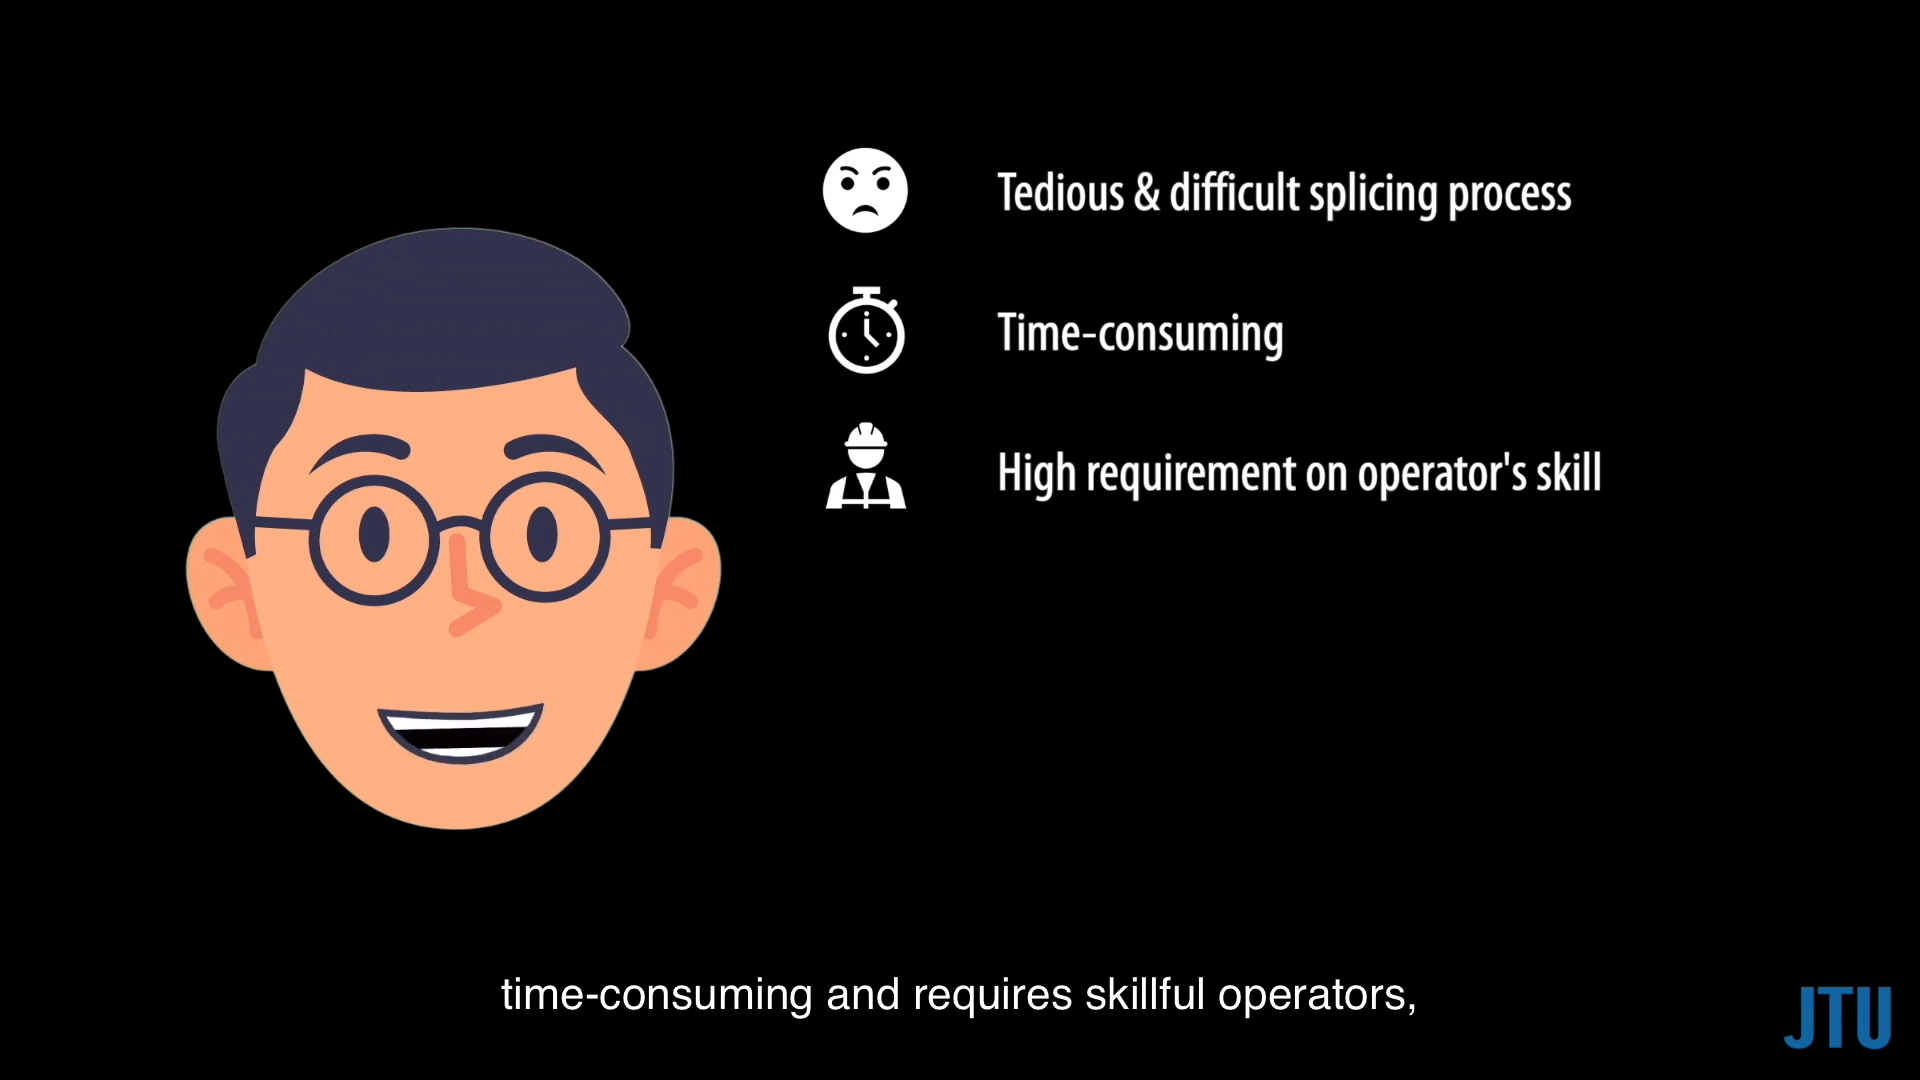 Tedious & difficult splicing process
Time-consuming
High requirement on operator's skill
time-consuming and requires skillful operators,
JTU